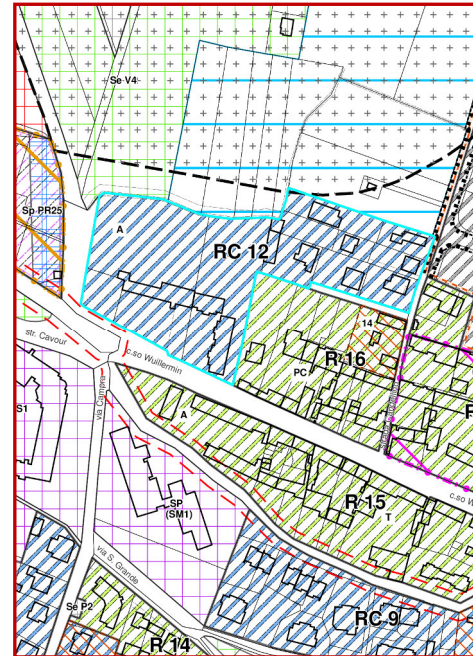 Se V4
Sp PR25
A
RC 12
str. Cavour
c.so Wuillermin
14
R 16
PC
via Campra
S1
A
SP
(SM1)
R 15
T
c.so W
via S. Grande
Se P2
RC 9
R 14